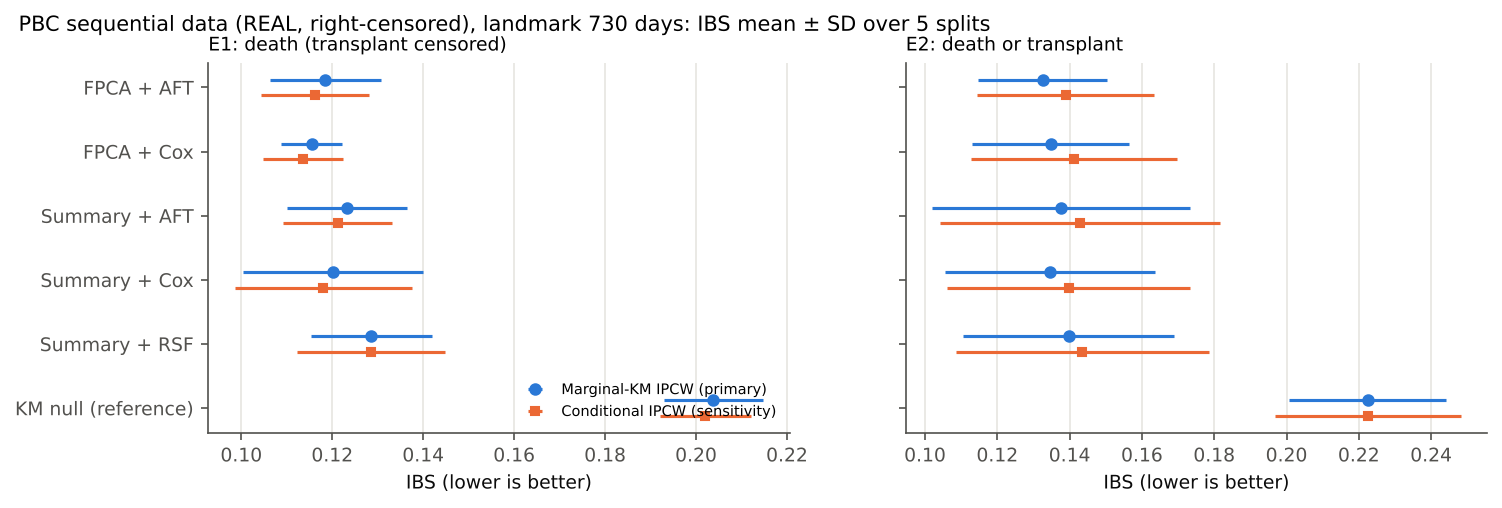 PBC sequential data (REAL, right-censored), landmark 730 days: IBS mean ± SD over 5 splits
E1: death (transplant censored)
E2: death or transplant
FPCA + AFT
FPCA + Cox
Summary + AFT
Summary + Cox
Summary + RSF
KM null (reference)
Marginal-KM IPCW (primary)
Conditional IPCW (sensitivity)
0.10 0.12 0.14 0.16 0.18 0.20 0.22
0.10 0.12 0.14 0.16 0.18 0.20 0.22 0.24
IBS (lower is better)
IBS (lower is better)